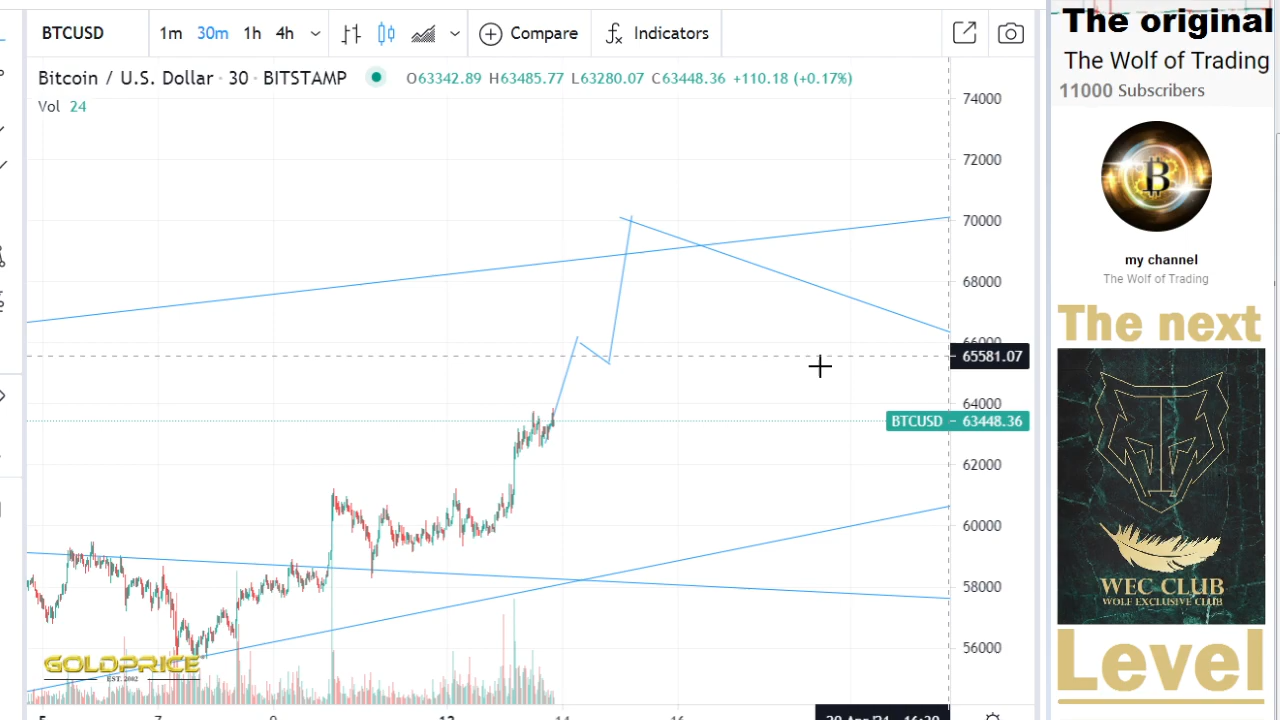 BTCUSD 1m 30m 1h 4h Compare Indicators
Bitcoin / U.S. Dollar · 30 · BITSTAMP O63342.89 H63485.77 L63280.07 C63448.36 +110.18 (+0.17%)
Vol 24
74000
72000
70000
68000
66000
65581.07
64000
BTCUSD 63448.36
62000
60000
58000
56000
GOLDPRICE
EST. 2002
The original
The Wolf of Trading
11000 Subscribers
B
my channel
The Wolf of Trading
The next
WEC CLUB
WOLF EXCLUSIVE CLUB
Level